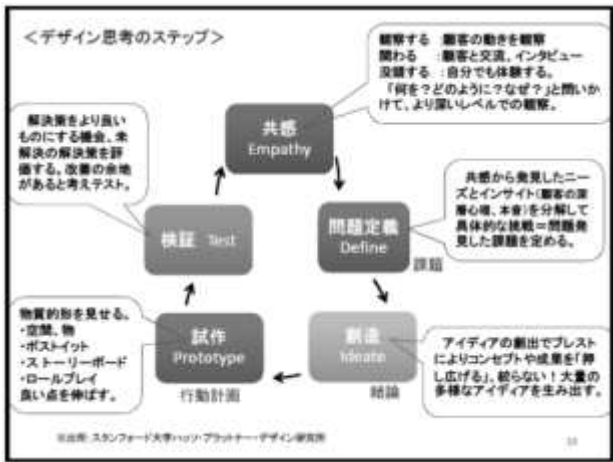 <デザイン思考のステップ>
観察する：顧客の動きを観察
関わる　：顧客と交流、インタビュー
没頭する：自分でも体験する。
「何を？どのように？なぜ？」と問いか
けて、より深いレベルでの観察。
共感
Empathy
解決策をより良い
ものにする機会、未
解決の解決策を評
価する。改善の余地
があると考えテスト。
共感から発見したニー
ズとインサイト(顧客の深
層心理、本音)を分解して
具体的な挑戦＝問題発
見した課題を定める。
検証　Test
問題定義
Define
課題
物質的形を見せる。
・空間、物
・ポストイット
・ストーリーボード
・ロールプレイ
良い点を伸ばす。
試作
Prototype
行動計画
創造
Ideate
結論
アイディアの創出でブレスト
によりコンセプトや成果を「押
し広げる」、絞らない！大量の
多様なアイディアを生み出す。
※出所：スタンフォード大学ハッソ・プラットナー・デザイン研究所